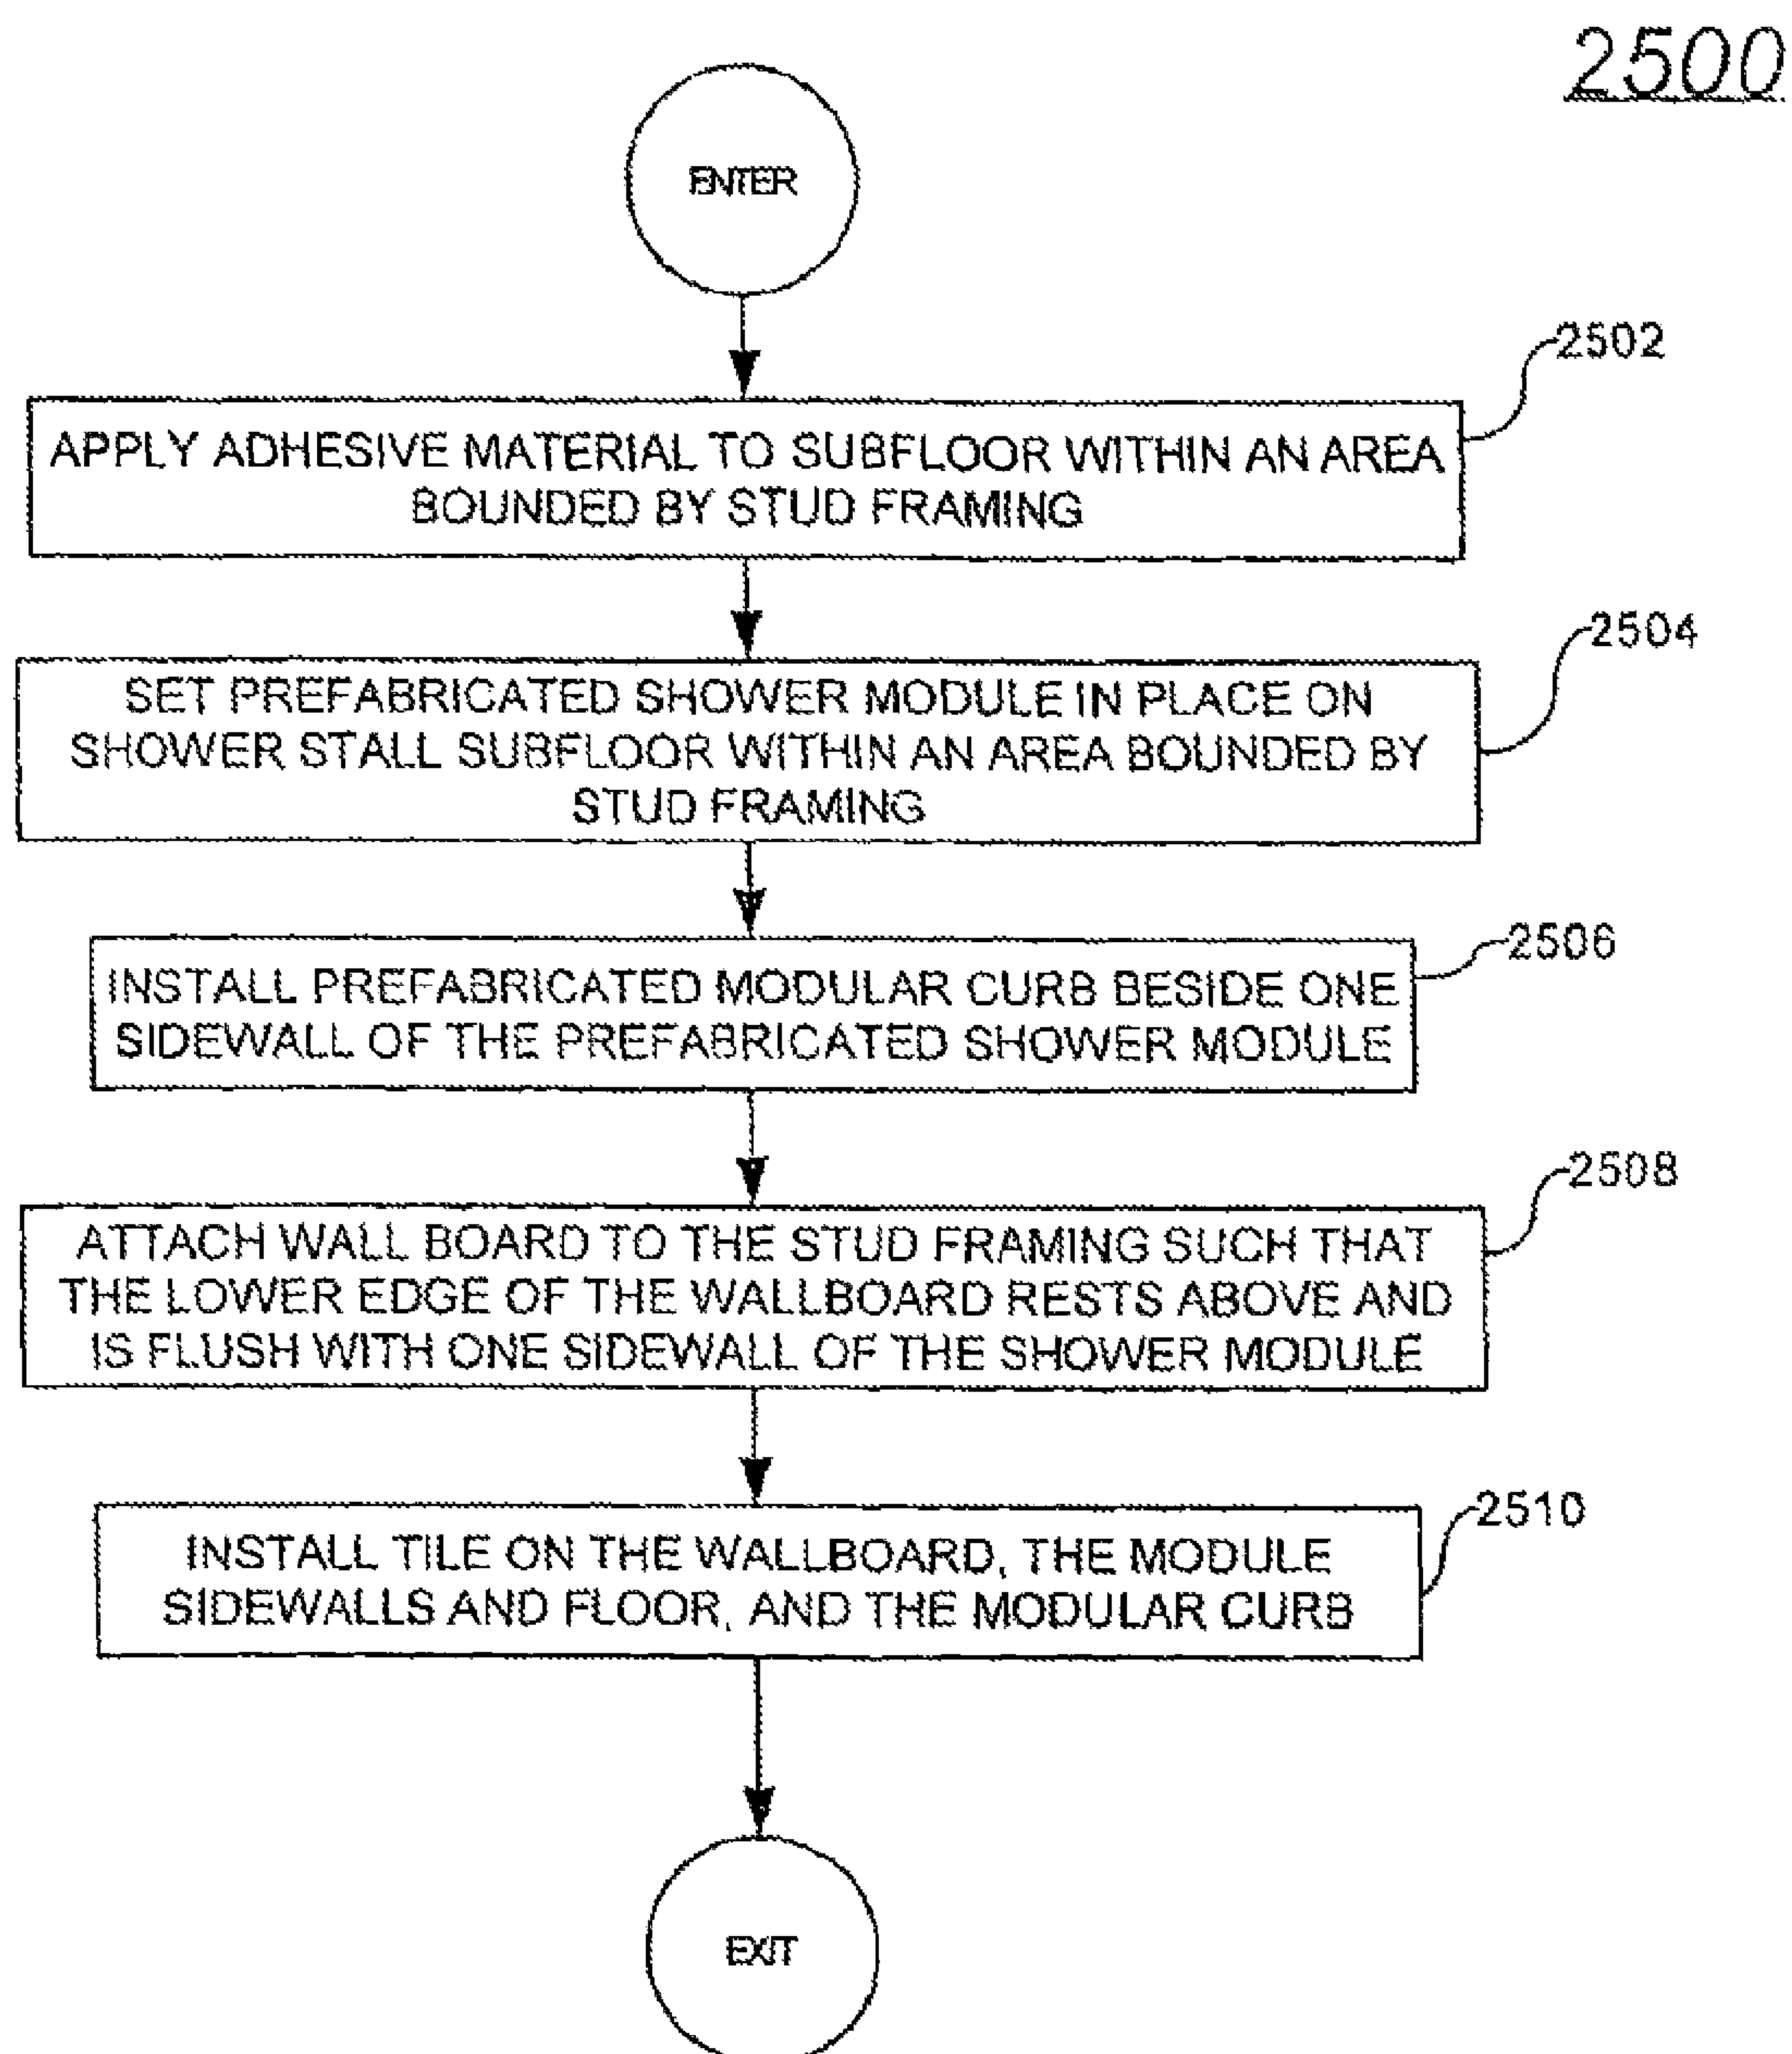 2500
ENTER
2502
APPLY ADHESIVE MATERIAL TO SUBFLOOR WITHIN AN AREA
BOUNDED BY STUD FRAMING
2504
SET PREFABRICATED SHOWER MODULE IN PLACE ON
SHOWER STALL SUBFLOOR WITHIN AN AREA BOUNDED BY
STUD FRAMING
2506
INSTALL PREFABRICATED MODULAR CURB BESIDE ONE
SIDEWALL OF THE PREFABRICATED SHOWER MODULE
2508
ATTACH WALL BOARD TO THE STUD FRAMING SUCH THAT
THE LOWER EDGE OF THE WALLBOARD RESTS ABOVE AND
IS FLUSH WITH ONE SIDEWALL OF THE SHOWER MODULE
2510
INSTALL TILE ON THE WALLBOARD, THE MODULE
SIDEWALLS AND FLOOR, AND THE MODULAR CURB
EXIT